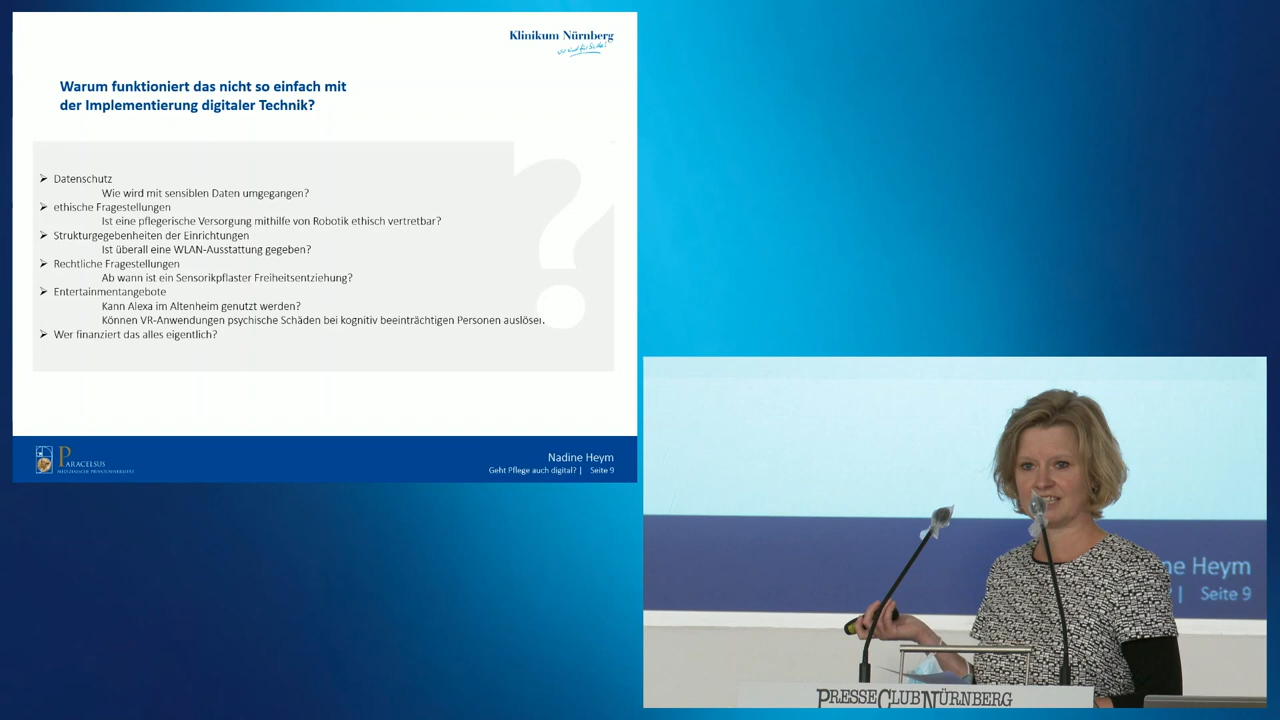 Klinikum Nürnberg
Warum funktioniert das nicht so einfach mit
der Implementierung digitaler Technik?
Datenschutz
Wie wird mit sensiblen Daten umgegangen?
ethische Fragestellungen
Ist eine pflegerische Versorgung mithilfe von Robotik ethisch vertretbar?
Strukturgegebenheiten der Einrichtungen
Ist überall eine WLAN-Ausstattung gegeben?
Rechtliche Fragestellungen
Ab wann ist ein Sensorikpflaster Freiheitsentziehung?
Entertainmentangebote
Kann Alexa im Altenheim genutzt werden?
Können VR-Anwendungen psychische Schäden bei kognitiv beeinträchtigen Personen auslösen
Wer finanziert das alles eigentlich?
?
PARACELSUS
MEDIZINISCHE PRIVATUNIVERSITÄT
Nadine Heym
Geht Pflege auch digital? | Seite 9
ne Heym
? | Seite 9
PRESSECLUBNÜRNBERG